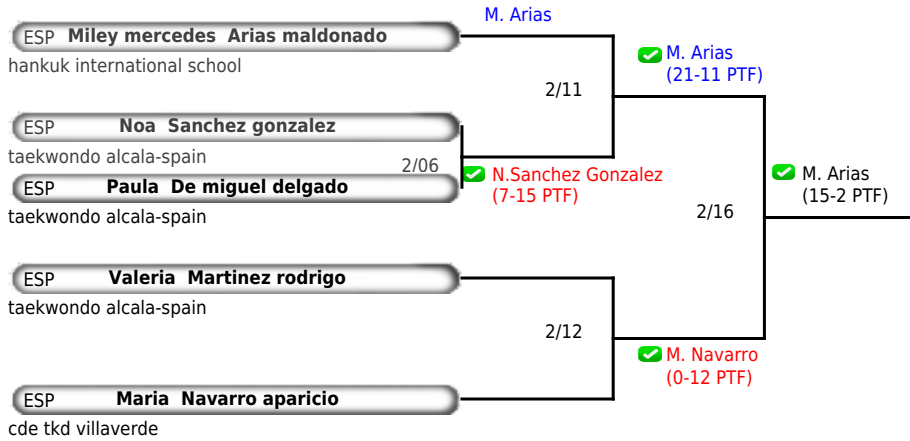 M. Arias
ESP Miley mercedes Arias maldonado
hankuk international school
M. Arias
(21-11 PTF)
2/11
ESP Noa Sanchez gonzalez
taekwondo alcala-spain
2/06
ESP Paula De miguel delgado
taekwondo alcala-spain
N.Sanchez Gonzalez
(7-15 PTF)
M. Arias
(15-2 PTF)
2/16
ESP Valeria Martinez rodrigo
taekwondo alcala-spain
2/12
M. Navarro
(0-12 PTF)
ESP Maria Navarro aparicio
cde tkd villaverde